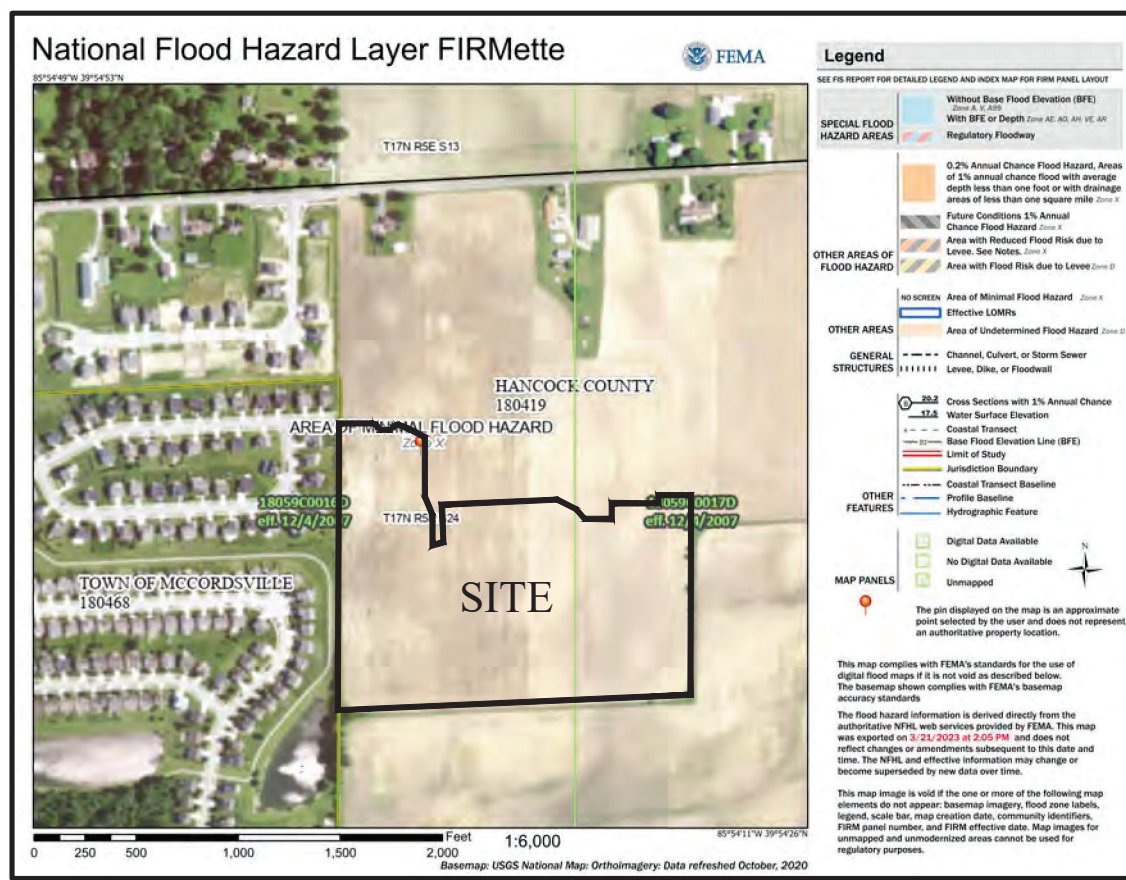 National Flood Hazard Layer FIRMette
FEMA
85°54'49"W 39°54'53"N
T17N R5E S13
HANCOCK COUNTY
180419
AREA OF MINIMAL FLOOD HAZARD
Zone X
18059C0016D
eff. 12/4/2007
T17N R5E S24
18059C0017D
eff. 12/4/2007
TOWN OF MCCORDSVILLE
180468
SITE
Feet
1:6,000
85°54'11"W 39°54'26"N
0 250 500 1,000 1,500 2,000
Basemap: USGS National Map: Orthoimagery: Data refreshed October, 2020
Legend
SEE FIS REPORT FOR DETAILED LEGEND AND INDEX MAP FOR FIRM PANEL LAYOUT
SPECIAL FLOOD
HAZARD AREAS
Without Base Flood Elevation (BFE)
Zone A, V, A99
With BFE or Depth Zone AE, AO, AH, VE, AR
Regulatory Floodway
0.2% Annual Chance Flood Hazard, Areas
of 1% annual chance flood with average
depth less than one foot or with drainage
areas of less than one square mile Zone X
Future Conditions 1% Annual
Chance Flood Hazard Zone X
Area with Reduced Flood Risk due to
Levee. See Notes. Zone X
Area with Flood Risk due to Levee Zone D
OTHER AREAS OF
FLOOD HAZARD
NO SCREEN Area of Minimal Flood Hazard Zone X
Effective LOMRs
Area of Undetermined Flood Hazard Zone D
OTHER AREAS
GENERAL
STRUCTURES
Channel, Culvert, or Storm Sewer
Levee, Dike, or Floodwall
B 20.2 Cross Sections with 1% Annual Chance
17.5 Water Surface Elevation
Coastal Transect
Base Flood Elevation Line (BFE)
Limit of Study
Jurisdiction Boundary
Coastal Transect Baseline
Profile Baseline
Hydrographic Feature
OTHER
FEATURES
Digital Data Available
No Digital Data Available
Unmapped
MAP PANELS
N
The pin displayed on the map is an approximate
point selected by the user and does not represent
an authoritative property location.
This map complies with FEMA's standards for the use of
digital flood maps if it is not void as described below.
The basemap shown complies with FEMA's basemap
accuracy standards
The flood hazard information is derived directly from the
authoritative NFHL web services provided by FEMA. This map
was exported on 3/21/2023 at 2:05 PM and does not
reflect changes or amendments subsequent to this date and
time. The NFHL and effective information may change or
become superseded by new data over time.
This map image is void if the one or more of the following map
elements do not appear: basemap imagery, flood zone labels,
legend, scale bar, map creation date, community identifiers,
FIRM panel number, and FIRM effective date. Map images for
unmapped and unmodernized areas cannot be used for
regulatory purposes.